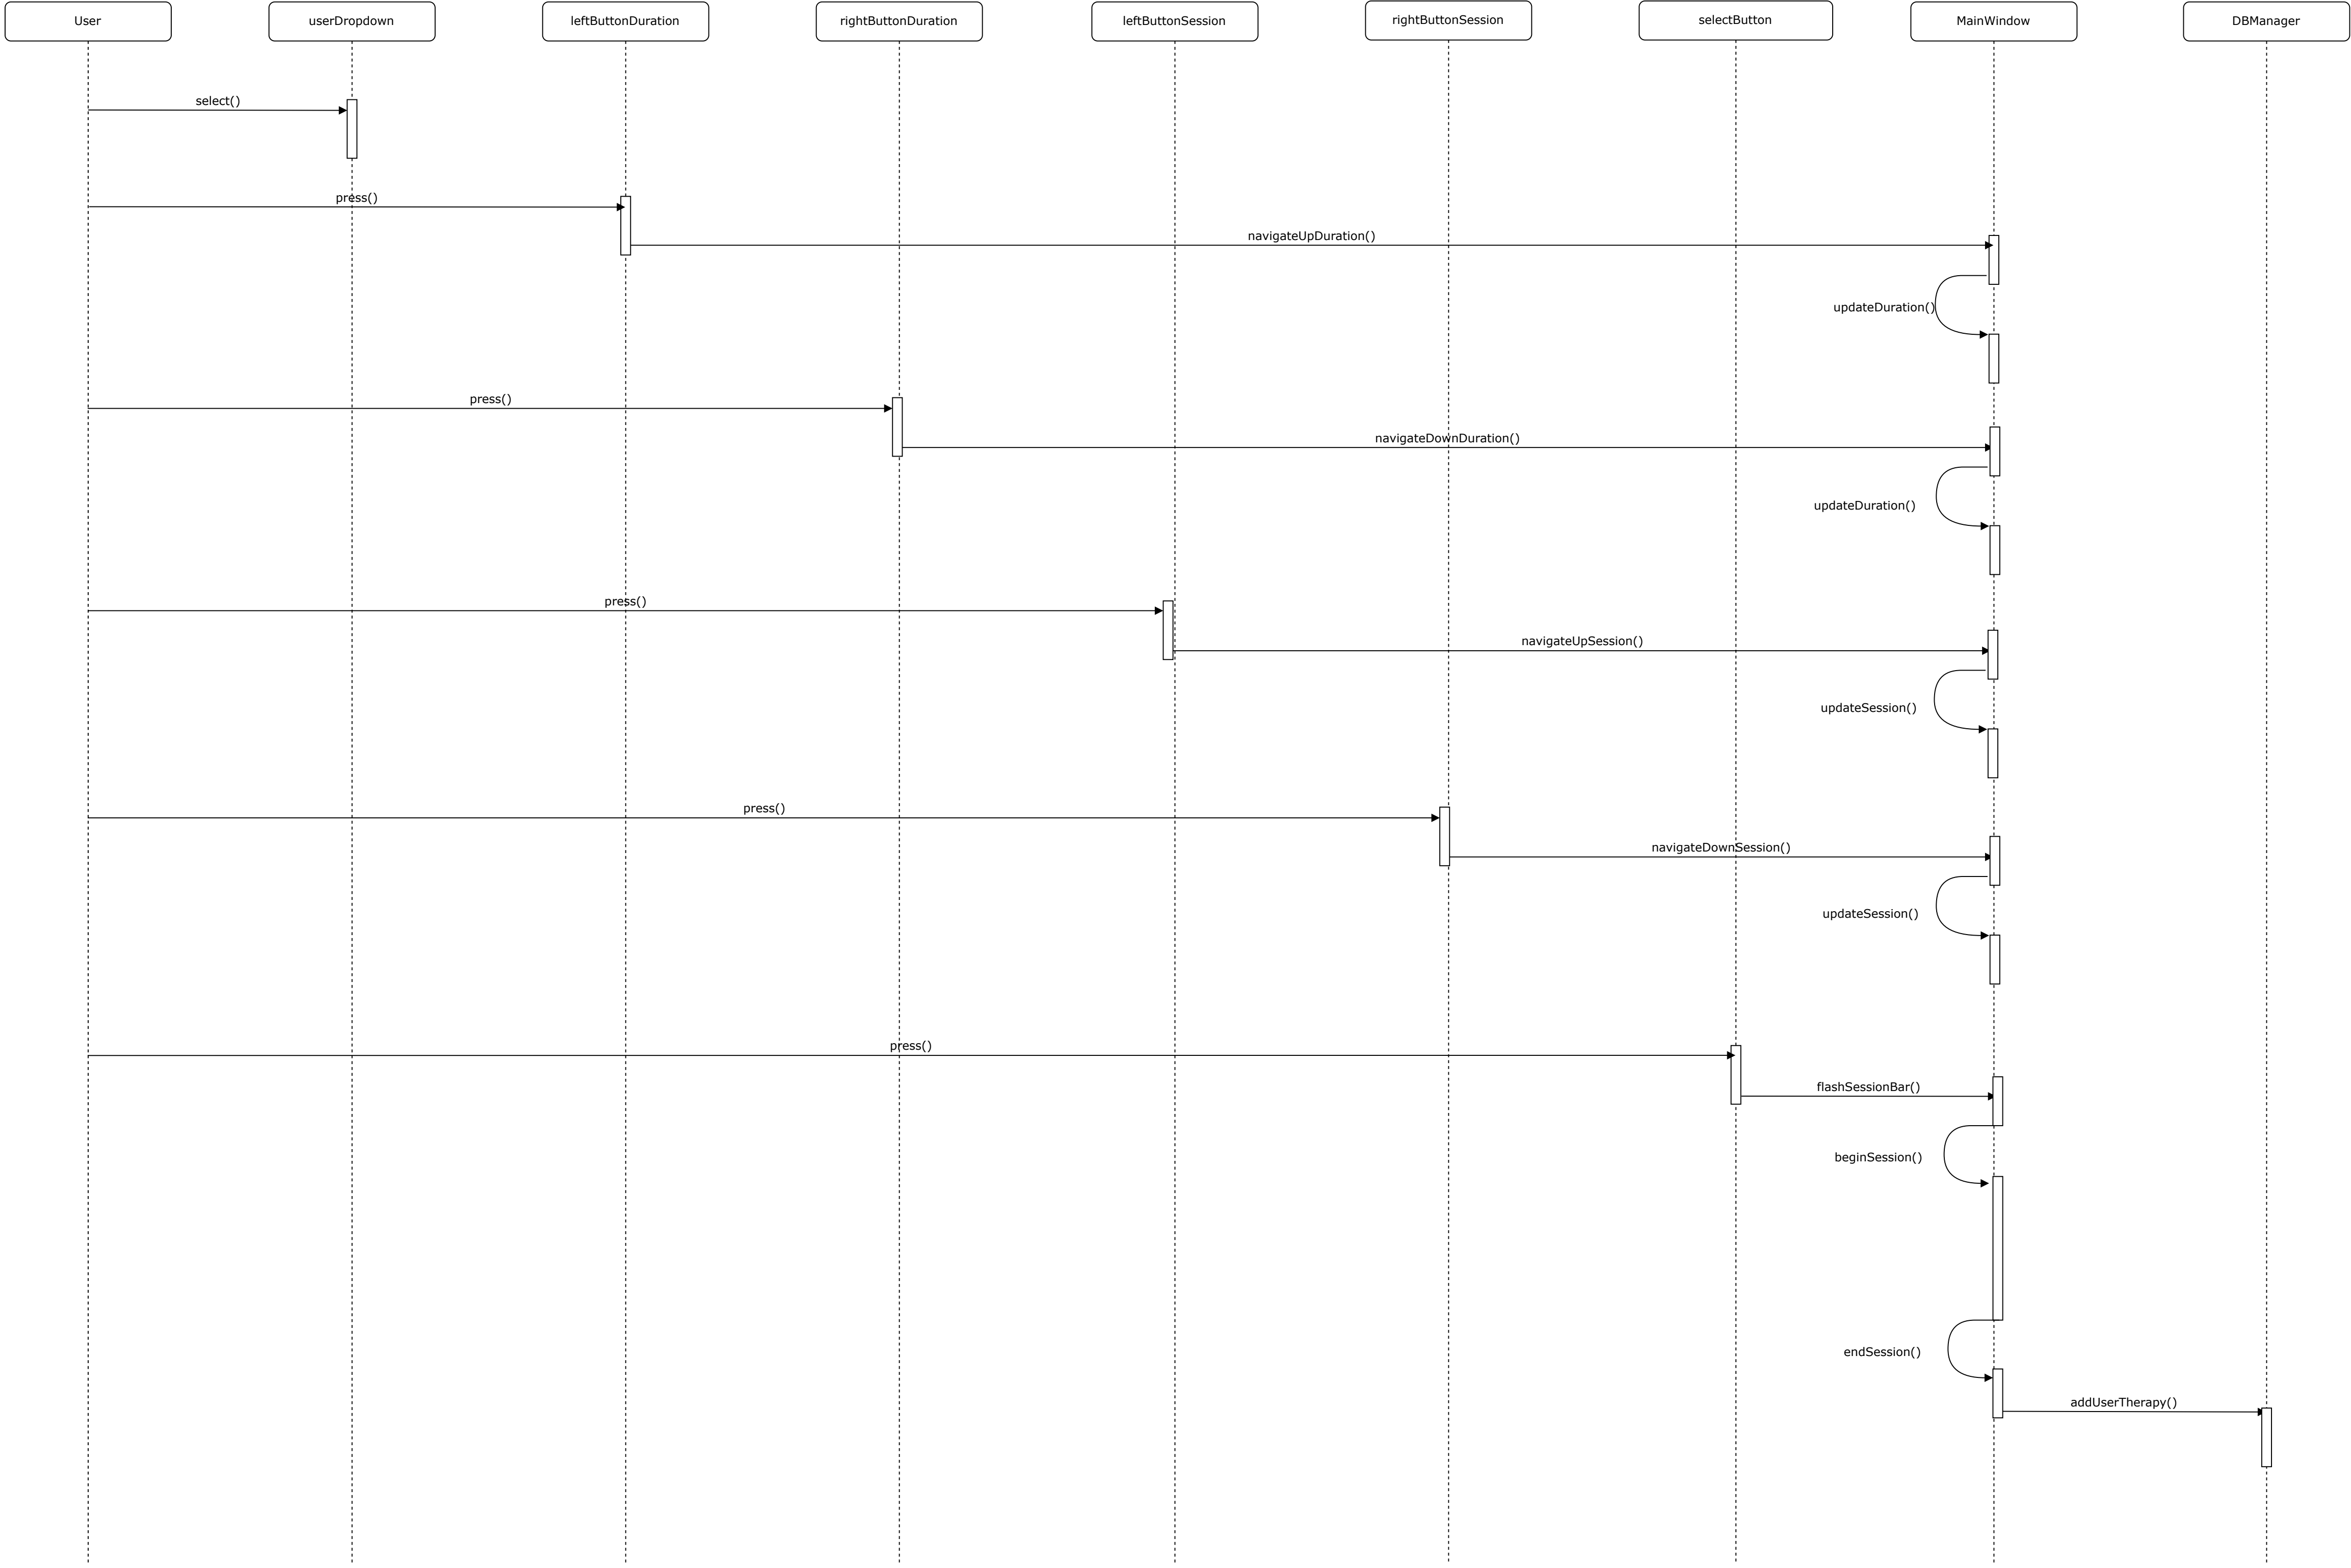 User
userDropdown
leftButtonDuration
rightButtonDuration
leftButtonSession
rightButtonSession
selectButton
MainWindow
DBManager
select()
press()
navigateUpDuration()
updateDuration()
press()
navigateDownDuration()
updateDuration()
press()
navigateUpSession()
updateSession()
press()
navigateDownSession()
updateSession()
press()
flashSessionBar()
beginSession()
endSession()
addUserTherapy()